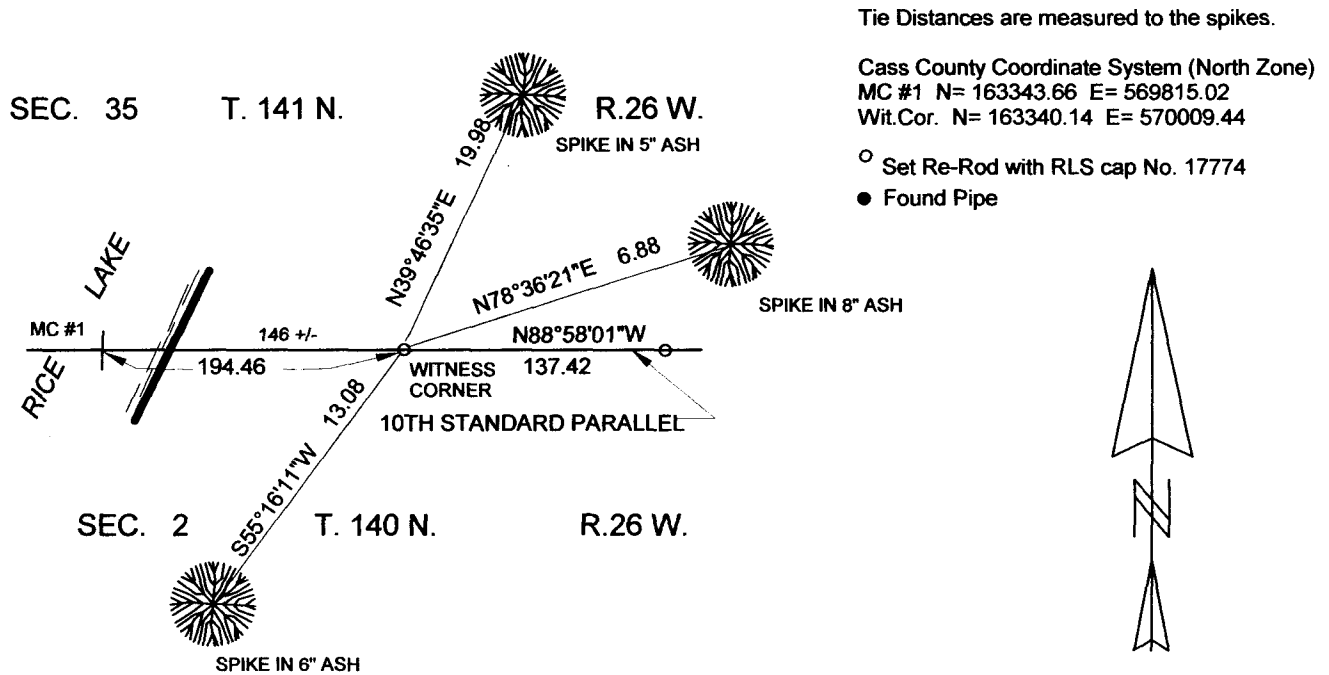 Tie Distances are measured to the spikes.
Cass County Coordinate System (North Zone)
MC #1 N= 163343.66 E= 569815.02
Wit.Cor. N= 163340.14 E= 570009.44
Set Re-Rod with RLS cap No. 17774
Found Pipe
SEC. 35 T. 141 N. R.26 W.
SPIKE IN 5" ASH
N39°46'35"E 19.98
N78°36'21"E 6.88
SPIKE IN 8" ASH
RICE LAKE
MC #1
146 +/-
194.46
N88°58'01"W
137.42
WITNESS
CORNER
10TH STANDARD PARALLEL
S55°16'11"W 13.08
SEC. 2 T. 140 N. R.26 W.
SPIKE IN 6" ASH
N